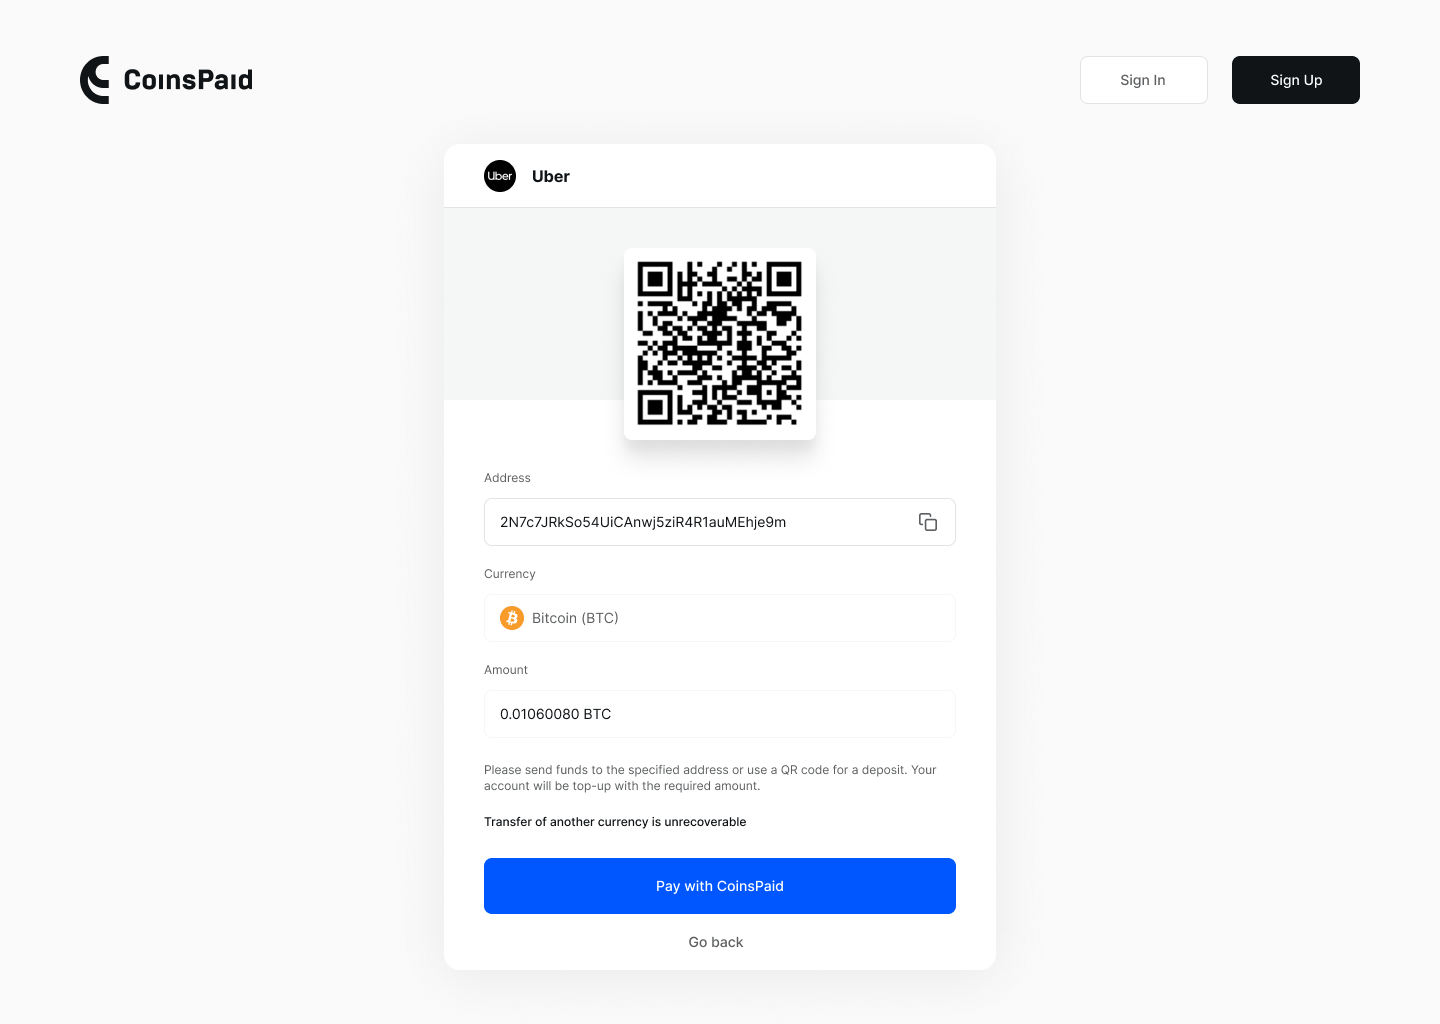 CoinsPaid
Sign In
Sign Up
Uber
Uber
Address
2N7c7JRkSo54UiCAnwj5ziR4R1auMEhje9m
Currency
Bitcoin (BTC)
Amount
0.01060080 BTC
Please send funds to the specified address or use a QR code for a deposit. Your
account will be top-up with the required amount.
Transfer of another currency is unrecoverable
Pay with CoinsPaid
Go back